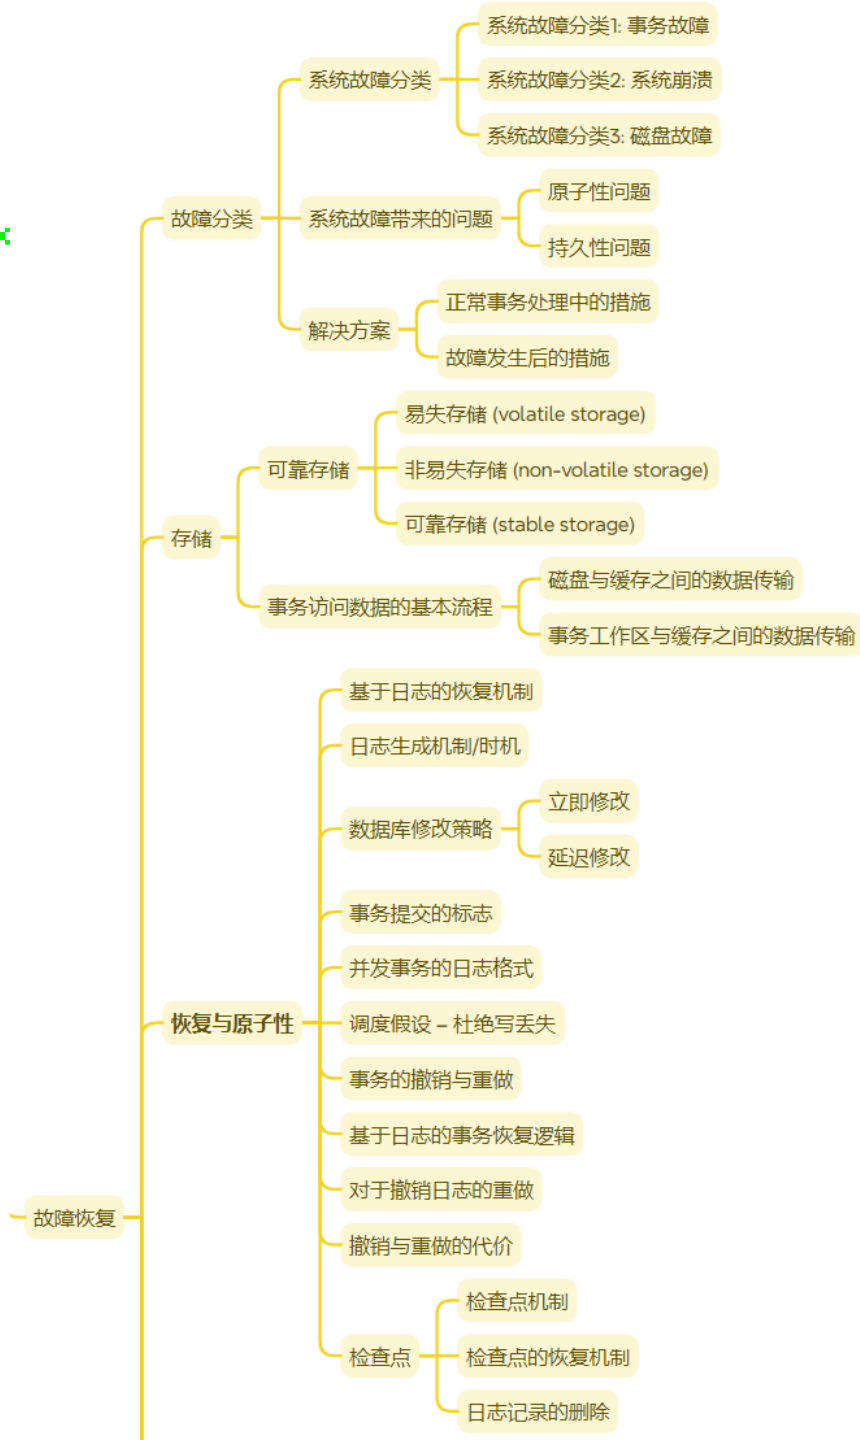 系统故障分类1: 事务故障
系统故障分类
系统故障分类2: 系统崩溃
系统故障分类3: 磁盘故障
故障分类
系统故障带来的问题
原子性问题
持久性问题
解决方案
正常事务处理中的措施
故障发生后的措施
存储
可靠存储
易失存储 (volatile storage)
非易失存储 (non-volatile storage)
可靠存储 (stable storage)
事务访问数据的基本流程
磁盘与缓存之间的数据传输
事务工作区与缓存之间的数据传输
故障恢复
恢复与原子性
基于日志的恢复机制
日志生成机制/时机
数据库修改策略
立即修改
延迟修改
事务提交的标志
并发事务的日志格式
调度假设 – 杜绝写丢失
事务的撤销与重做
基于日志的事务恢复逻辑
对于撤销日志的重做
撤销与重做的代价
检查点
检查点机制
检查点的恢复机制
日志记录的删除